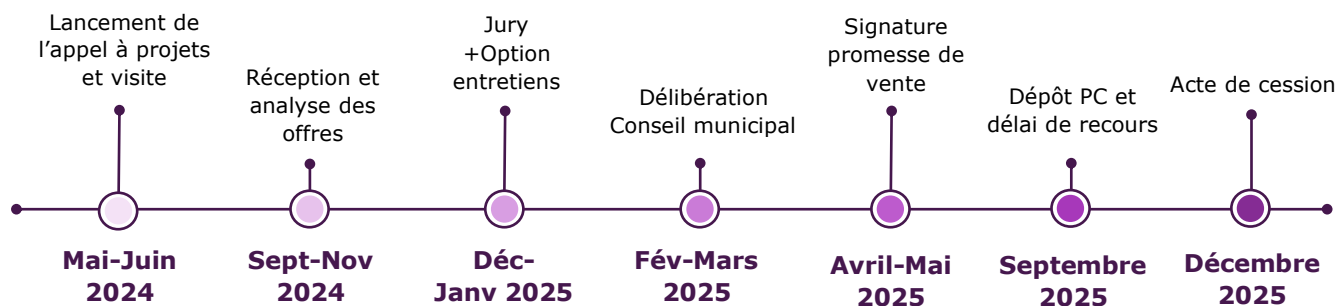 Lancement de
l'appel à projets
et visite
Mai-Juin
2024
Réception et
analyse des
offres
Sept-Nov
2024
Jury
+Option
entretiens
Déc-
Janv 2025
Délibération
Conseil municipal
Fév-Mars
2025
Signature
promesse de
vente
Avril-Mai
2025
Dépôt PC et
délai de recours
Septembre
2025
Acte de cession
Décembre
2025